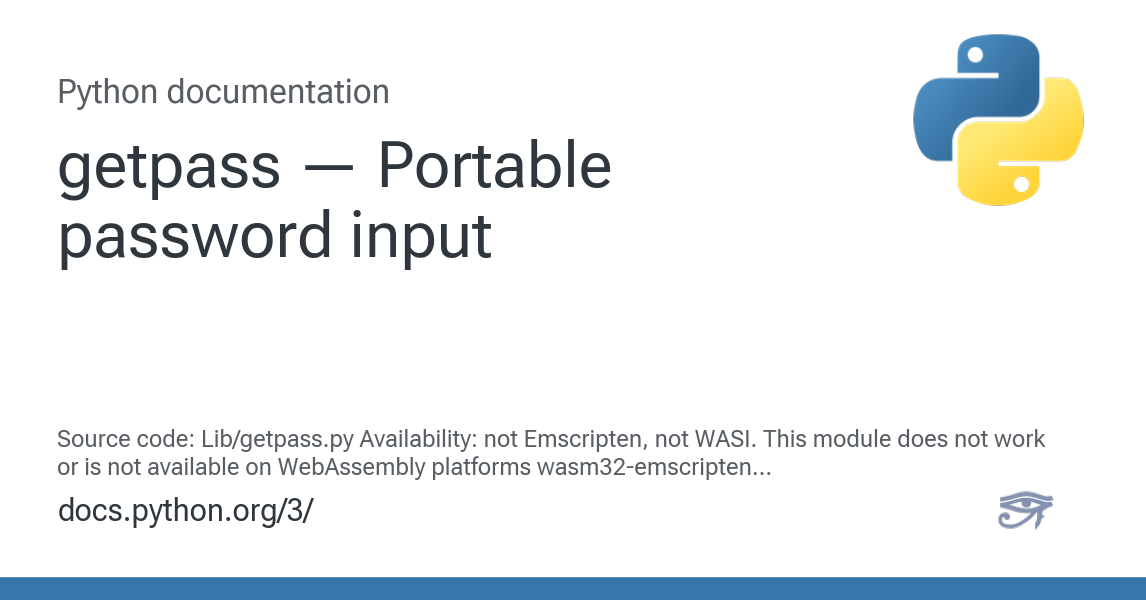 Python documentation
getpass — Portable
password input
Source code: Lib/getpass.py Availability: not Emscripten, not WASI. This module does not work
or is not available on WebAssembly platforms wasm32-emscripten...
docs.python.org/3/